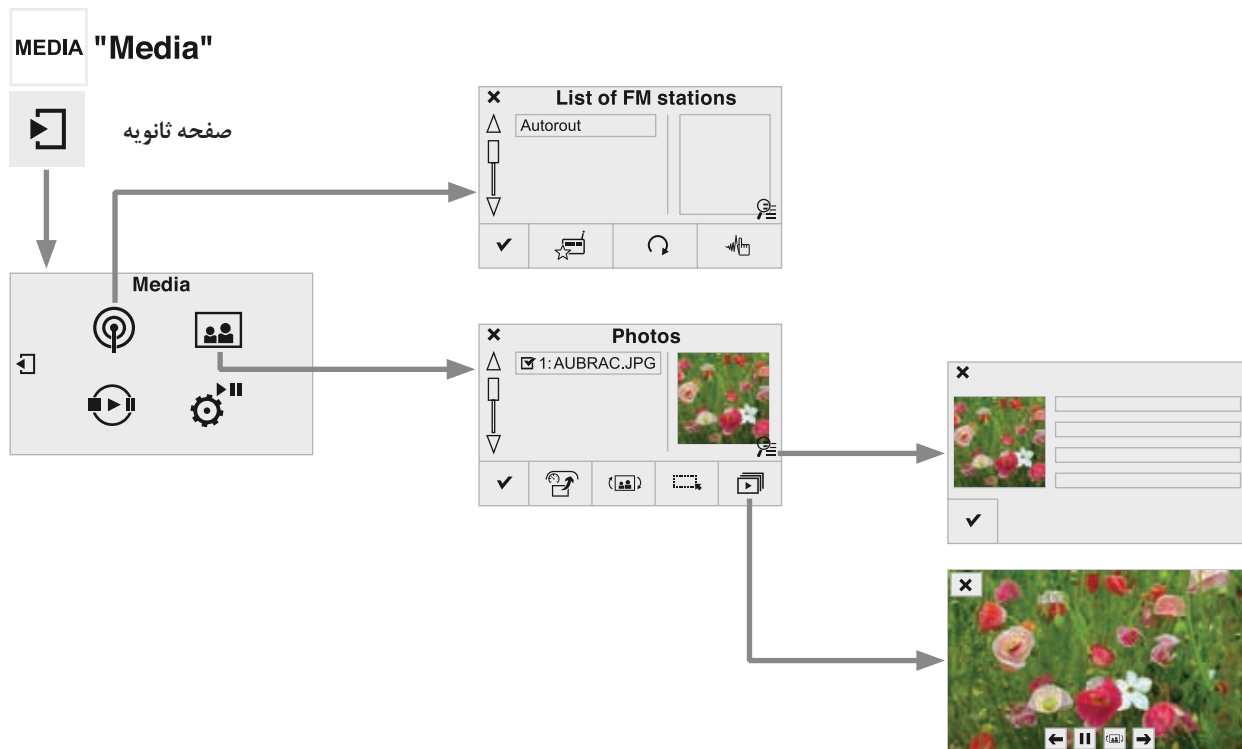 MEDIA "Media"
صفحه ثانویه
List of FM stations
Autorout
Media
Photos
1: AUBRAC.JPG